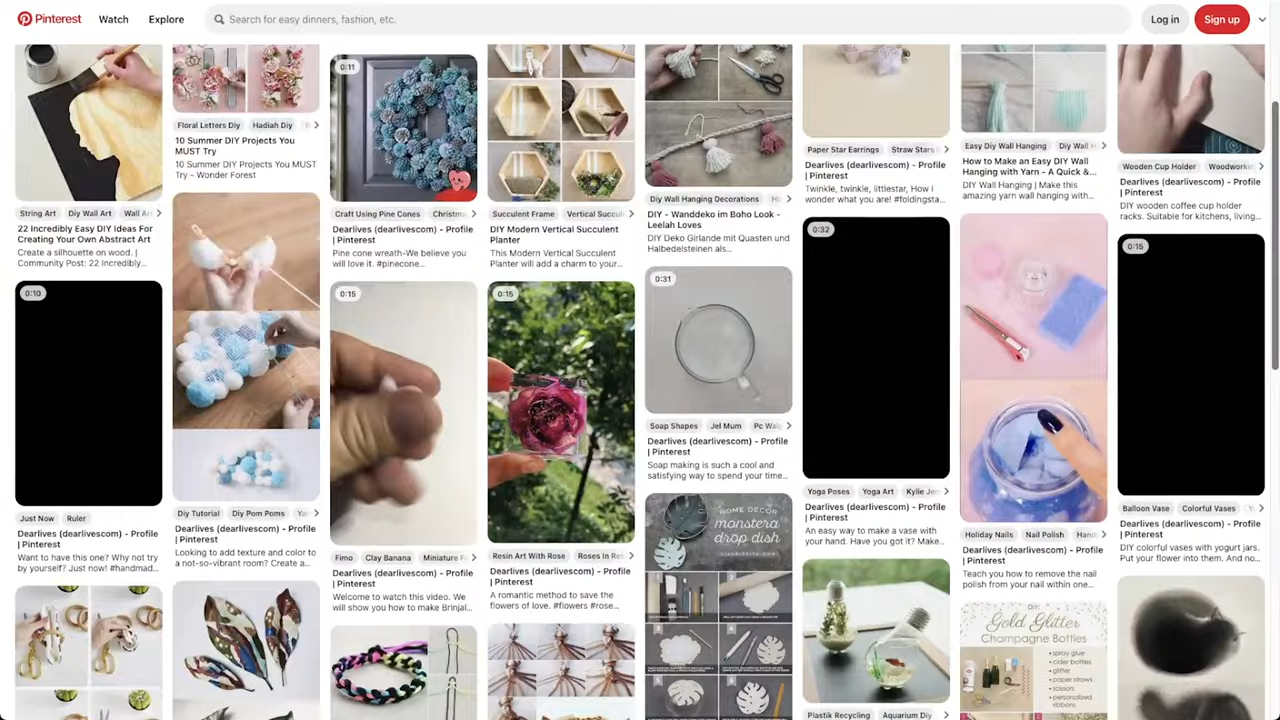 Pinterest
Watch
Explore
Search for easy dinners, fashion, etc.
Log in
Sign up
String Art
Diy Wall Art
22 Incredibly Easy DIY Ideas For
Creating Your Own Abstract Art
Create a silhouette on wood. |
Community Post: 22 Incredibly...
0:10
Just Now
Ruler
Dearlives (dearlivescom) - Profile
| Pinterest
Want to have this one? Why not try
by yourself? Just now! #handmad...
Floral Letters Diy
Hadiah Diy
10 Summer DIY Projects You
MUST Try
10 Summer DIY Projects You MUST
Try - Wonder Forest
Diy Tutorial
Diy Pom Poms
Dearlives (dearlivescom) - Profile
| Pinterest
Looking to add texture and color to
a not-so-vibrant room? Create a...
0:11
Craft Using Pine Cones
Dearlives (dearlivescom) - Profile
| Pinterest
Pine cone wreath-We believe you
will love it. #pinecone...
0:15
Fimo
Clay Banana
Dearlives (dearlivescom) - Profile
| Pinterest
Welcome to watch this video. We
will show you how to make Brinjal...
Succulent Frame
DIY Modern Vertical Succulent
Planter
This Modern Vertical Succulent
Planter will add a charm to your...
0:15
Resin Art With Rose
Dearlives (dearlivescom) - Profile
| Pinterest
A romantic method to save the
flowers of love. #flowers #rose...
Diy Wall Hanging Decorations
DIY - Wanddeko im Boho Look -
Leelah Loves
DIY Deko Girlande mit Quasten und
Halbedelsteinen als...
0:31
Soap Shapes
Jel Mum
Dearlives (dearlivescom) - Profile
| Pinterest
Soap making is such a cool and
satisfying way to spend your time...
HOME DECOR
monstera
drop dish
Paper Star Earrings
Dearlives (dearlivescom) - Profile
| Pinterest
Twinkle, twinkle, littlestar, How I
wonder what you are! #foldingsta...
0:32
Yoga Poses
Yoga Art
Dearlives (dearlivescom) - Profile
| Pinterest
An easy way to make a vase with
your hand. Have you got it? Make...
Plastik Recycling
Aquarium Diy
Easy Diy Wall Hanging
How to Make an Easy DIY Wall
Hanging with Yarn - A Quick &...
DIY Wall Hanging | Make this
amazing yarn wall hanging with...
Holiday Nails
Nail Polish
Dearlives (dearlivescom) - Profile
| Pinterest
Teach you how to remove the nail
polish from your nail within one...
DIY
Gold Glitter
Champagne Bottles
• spray glue
• cider bottles
• glitter
• paper straws
• scissors
• personalized
ribbons
Wooden Cup Holder
Dearlives (dearlivescom) - Profile
| Pinterest
DIY wooden coffee cup holder
racks. Suitable for kitchens, living...
0:15
Balloon Vase
Colorful Vases
Dearlives (dearlivescom) - Profile
| Pinterest
DIY colorful vases with yogurt jars.
Put your flower into them. And no...